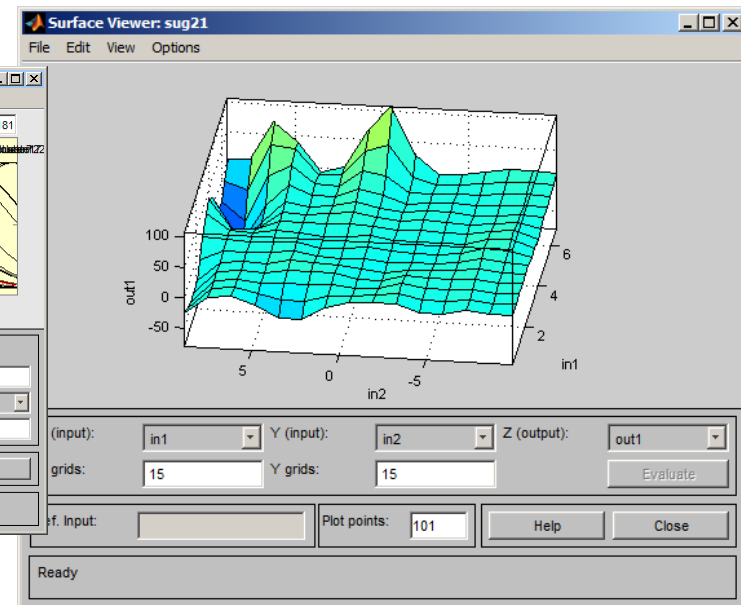 Surface Viewer: sug21
File Edit View Options
81
100
50
0
-50
out1
5
0
-5
in2
2
4
6
in1
(input):
in1
Y (input):
in2
Z (output):
out1
grids:
15
Y grids:
15
Evaluate
ef. Input:
Plot points:
101
Help
Close
Ready